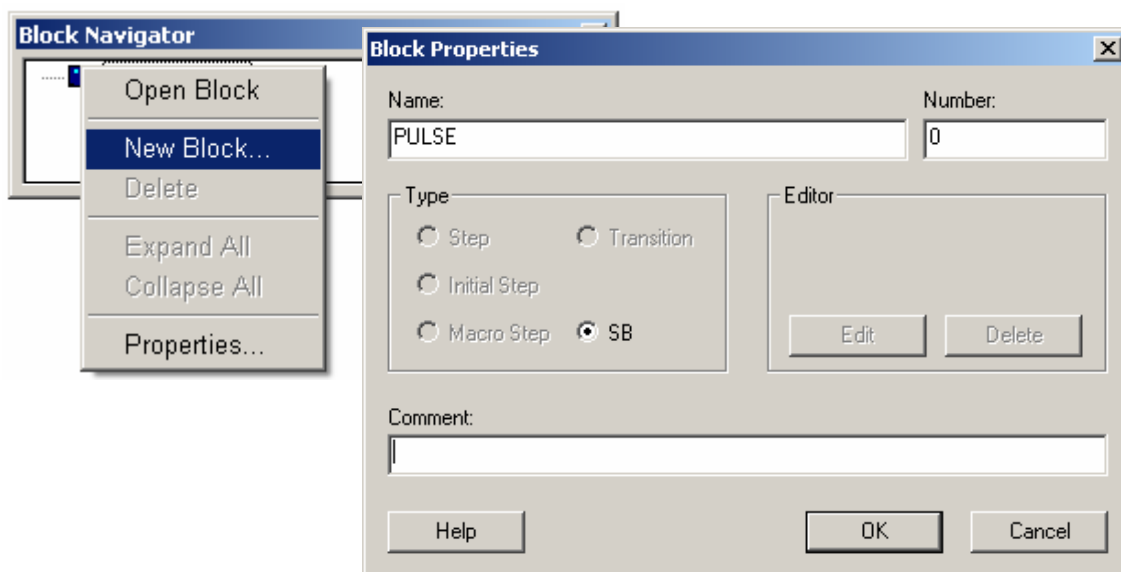 Block Navigator
Open Block
New Block...
Delete
Expand All
Collapse All
Properties...
Block Properties
Name:
Number:
PULSE
0
Type
Editor
Step
Transition
Initial Step
Macro Step
SB
Edit
Delete
Comment:
Help
OK
Cancel